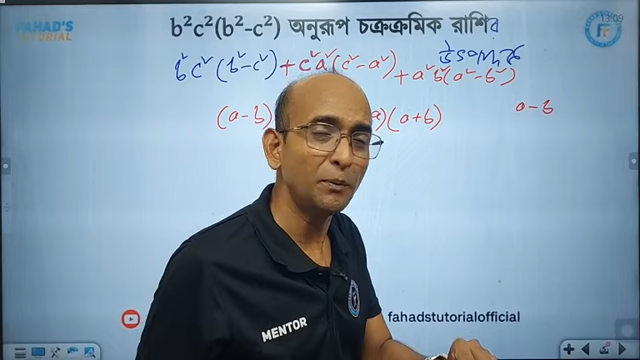 FAHAD'S
TUTORIAL
b²c²(b²-c²) অনুরূপ চক্রক্রমিক রাশির
13:09
b²c²(b²-c²) + c²a²(c²-a²) + a²b²(a²-b²)
(a-b) a)(a+b)
a-b
MENTOR
fahadstutorialofficial